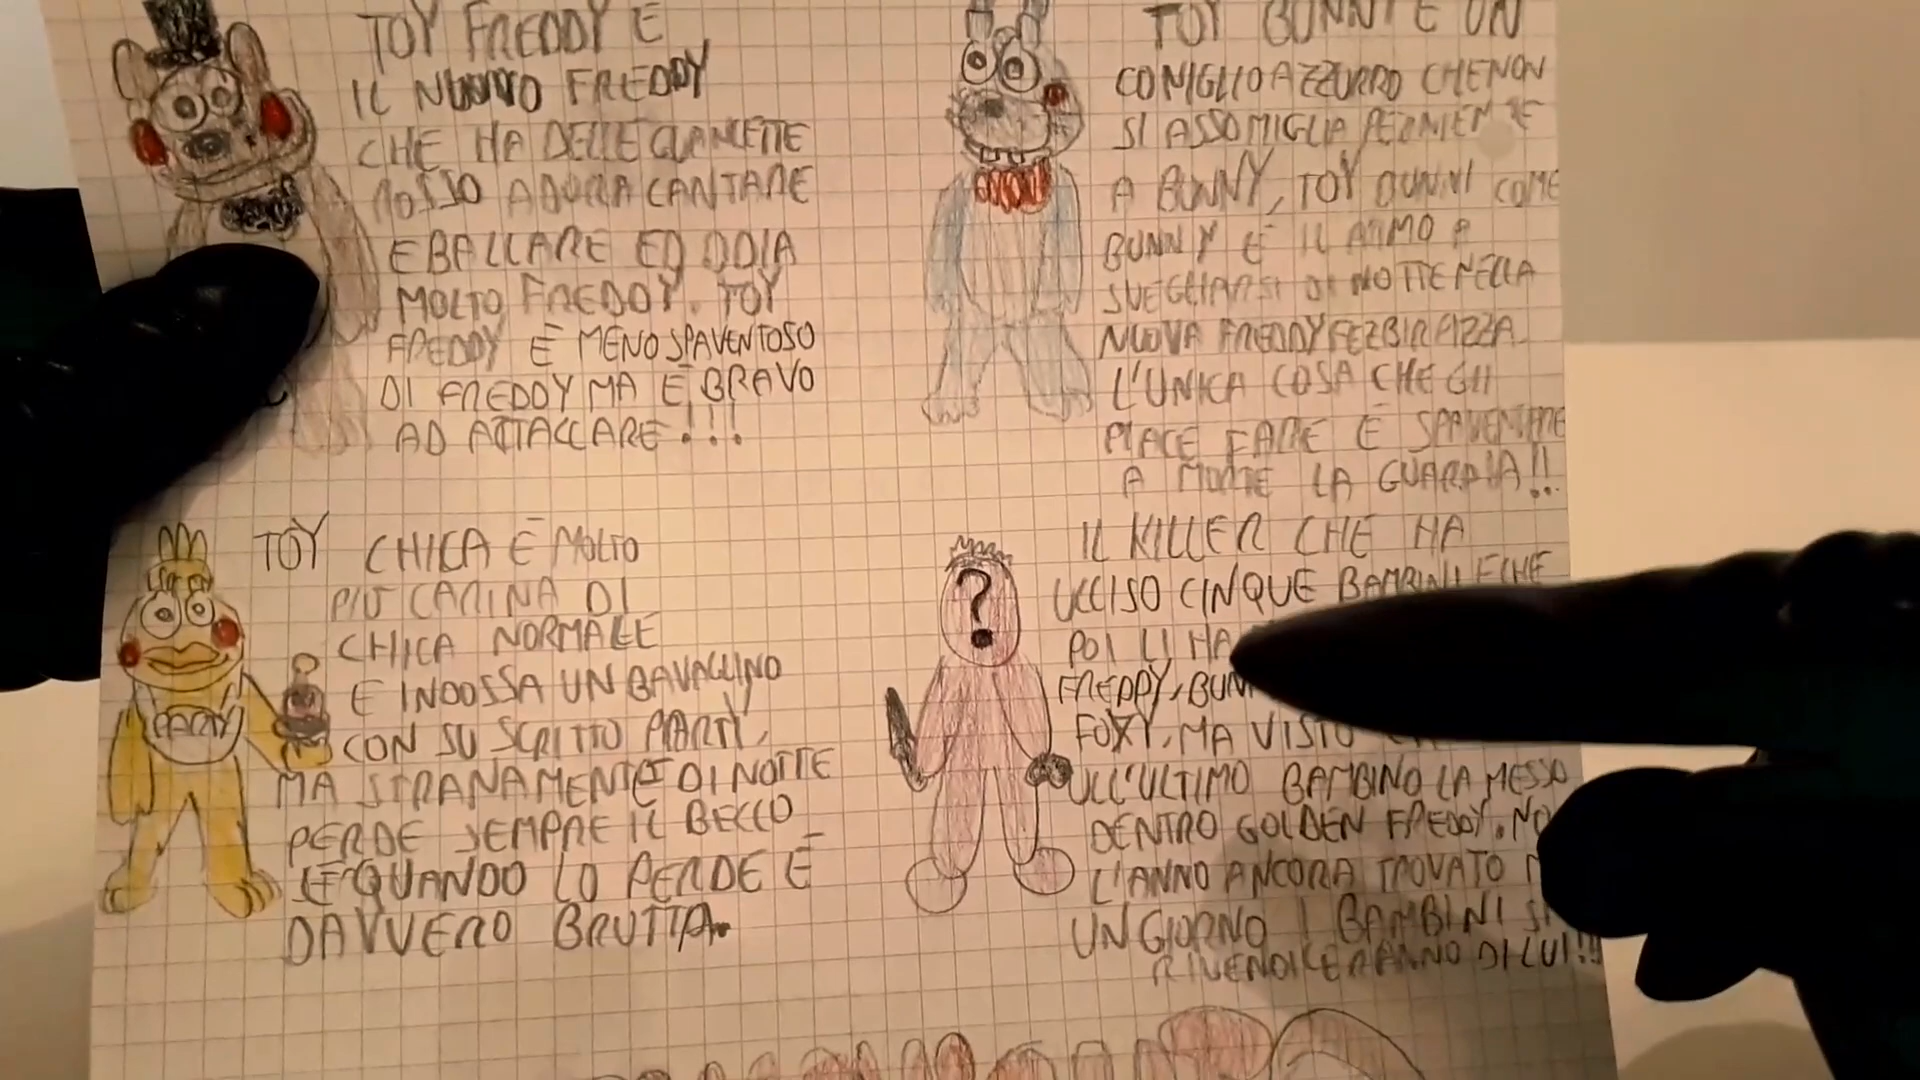 TOY FREDDY E
IL NUOVO FREDDY
CHE HA DELLE GUANCETTE
ROSSO ADORA CANTARE
E BALLARE ED ODIA
MOLTO FREDDY. TOY
FREDDY È MENO SPAVENTOSO
DI FREDDY MA È BRAVO
AD ATTACCARE!!!
TOY BUNNI E UN
CONIGLIO AZZURRO CHE NON
SI ASSOMIGLIA PERNIENTE
A BUNNY, TOY BUNNI COME
BUNNY È IL PRIMO A
SVEGLIARSI DI NOTTE NELLA
NUOVA FREDDY FEZBIR PIZZA
L'UNICA COSA CHE GLI
PIACE FARE È SPAVENTARE
A MORTE LA GUARDIA!!
TOY CHICA È MOLTO
PIÙ CARINA DI
CHICA NORMALE
E INDOSSA UN BAVAGLINO
CON SU SCRITTO PARTY,
MA STRANAMENTE DI NOTTE
PERDE SEMPRE IL BECCO
E QUANDO LO PERDE È
DAVVERO BRUTTA.
PARTY
?
IL KILLER CHE HA
UCCISO CINQUE BAMBINI E CHE
POI LI HA
FREDDY, BUN
FOXY, MA VISTO
ULL'ULTIMO BAMBINO LA MESSO
DENTRO GOLDEN FREDDY. NO
L'ANNO ANCORA TROVATO
UN GIORNO I BAMBINI SI
RIVENDICERANNO DI LUI!!!